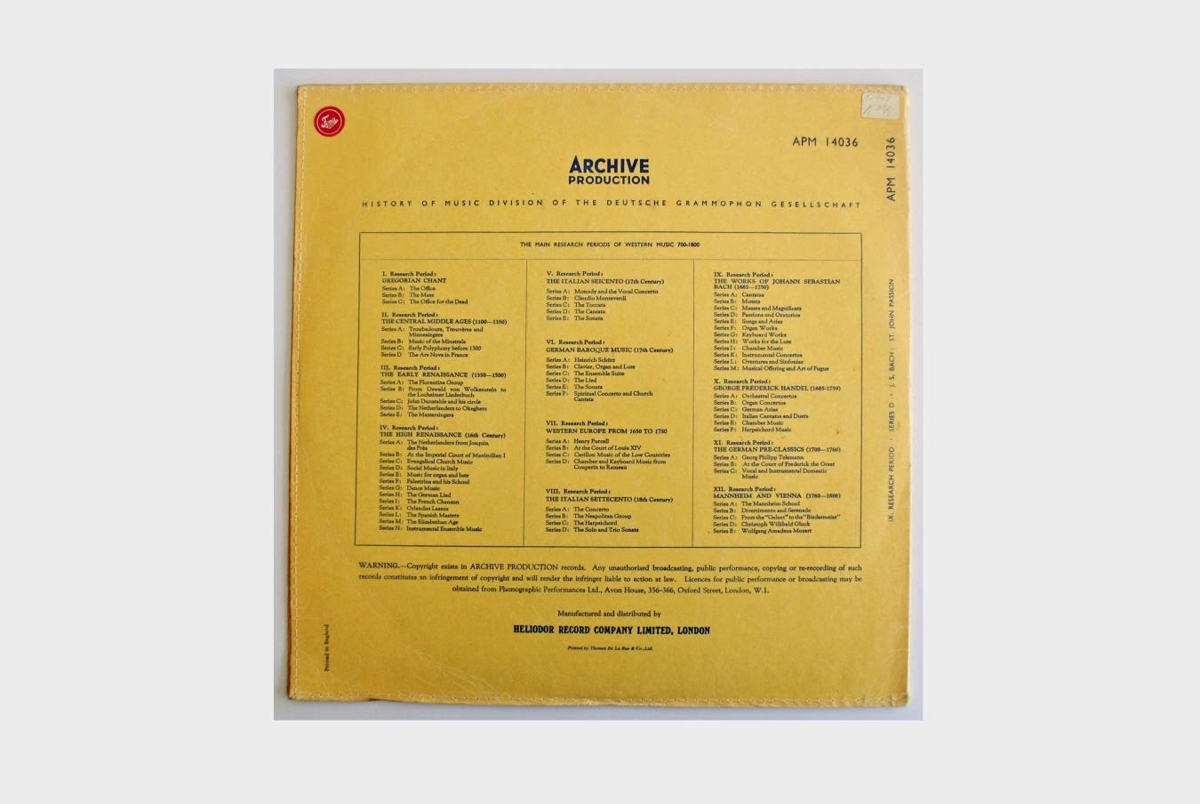 APM 14036
APM 14036
ARCHIVE
PRODUCTION
HISTORY OF MUSIC DIVISION OF THE DEUTSCHE GRAMMOPHON GESELLSCHAFT
THE MAIN RESEARCH PERIODS OF WESTERN MUSIC 700-1800
I. Research Period:
GREGORIAN CHANT
Series A: The Office
Series B: The Mass
Series C: The Office for the Dead
II. Research Period:
THE CENTRAL MIDDLE AGES (1100—1350)
Series A: Troubadours, Trouvères and
Minnesingers
Series B: Music of the Minstrels
Series C: Early Polyphony before 1300
Series D The Ars Nova in France
III. Research Period:
THE EARLY RENAISSANCE (1350—1500)
Series A: The Florentine Group
Series B: From Oswald von Wolkenstein to
the Lochaimer Liederbuch
Series C: John Dunstable and his circle
Series D: The Netherlanders to Okeghem
Series E: The Mastersingers
IV. Research Period:
THE HIGH RENAISSANCE (16th Century)
Series A: The Netherlanders from Josquin
des Prés
Series B: At the Imperial Court of Maximilian I
Series C: Evangelical Church Music
Series D: Social Music in Italy
Series E: Music for organ and lute
Series F: Palestrina and his School
Series G: Dance Music
Series H: The German Lied
Series I: The French Chanson
Series K: Orlandus Lassus
Series L: The Spanish Masters
Series M: The Elizabethan Age
Series N: Instrumental Ensemble Music
V. Research Period:
THE ITALIAN SEICENTO (17th Century)
Series A: Monody and the Vocal Concerto
Series B: Claudio Monteverdi
Series C: The Toccata
Series D: The Cantata
Series E: The Sonata
VI. Research Period:
GERMAN BAROQUE MUSIC (17th Century)
Series A: Heinrich Schütz
Series B: Clavier, Organ and Lute
Series C: The Ensemble Suite
Series D: The Lied
Series E: The Sonata
Series F: Spiritual Concerto and Church
Cantata
VII. Research Period:
WESTERN EUROPE FROM 1650 TO 1750
Series A: Henry Purcell
Series B: At the Court of Louis XIV
Series C: Carillon Music of the Low Countries
Series D: Chamber and Keyboard Music from
Couperin to Rameau
VIII. Research Period:
THE ITALIAN SETTECENTO (18th Century)
Series A: The Concerto
Series B: The Neapolitan Group
Series C: The Harpsichord
Series D: The Solo and Trio Sonata
IX. Research Period:
THE WORKS OF JOHANN SEBASTIAN
BACH (1685—1750)
Series A: Cantatas
Series B: Motets
Series C: Masses and Magnificats
Series D: Passions and Oratorios
Series E: Songs and Arias
Series F: Organ Works
Series G: Keyboard Works
Series H: Works for the Lute
Series I: Chamber Music
Series K: Instrumental Concertos
Series L: Overtures and Sinfonias
Series M: Musical Offering and Art of Fugue
X. Research Period:
GEORGE FREDERICK HANDEL (1685-1759)
Series A: Orchestral Concertos
Series B: Organ Concertos
Series C: German Arias
Series D: Italian Cantatas and Duets
Series E: Chamber Music
Series F: Harpsichord Music
XI. Research Period:
THE GERMAN PRE-CLASSICS (1700—1760)
Series A: Georg Philipp Telemann
Series B: At the Court of Frederick the Great
Series C: Vocal and Instrumental Domestic
Music
XII. Research Period:
MANNHEIM AND VIENNA (1760—1800)
Series A: The Mannheim School
Series B: Divertimento and Serenade
Series C: From the "Galant" to the "Biedermeier"
Series D: Christoph Willibald Gluck
Series E: Wolfgang Amadeus Mozart
IX. RESEARCH PERIOD · SERIES D · J. S. BACH: ST. JOHN PASSION
WARNING.—Copyright exists in ARCHIVE PRODUCTION records. Any unauthorised broadcasting, public performance, copying or re-recording of such
records constitutes an infringement of copyright and will render the infringer liable to action at law. Licences for public performance or broadcasting may be
obtained from Phonographic Performances Ltd., Avon House, 356-366, Oxford Street, London, W.1.
Manufactured and distributed by
HELIODOR RECORD COMPANY LIMITED, LONDON
Printed by Thomas De La Rue & Co., Ltd.
Printed in England